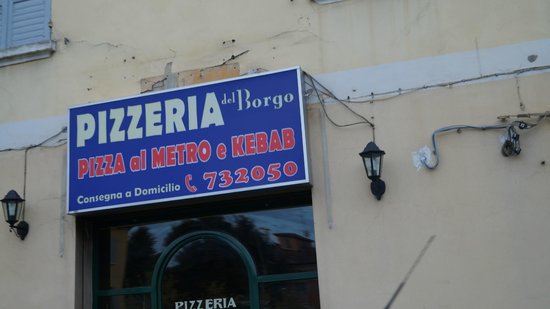 PIZZERIA del Borgo
PIZZA al METRO e KEBAB
Consegna a Domicilio 732050
PIZZERIA